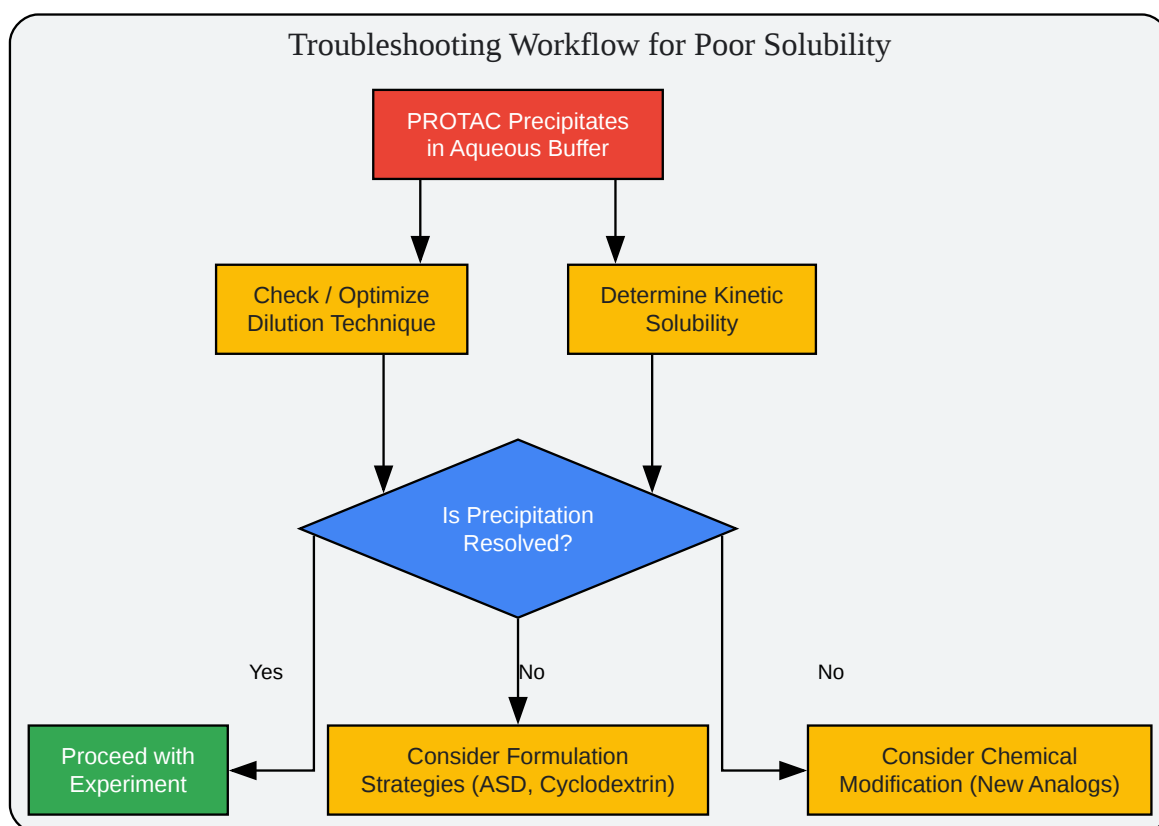 Troubleshooting Workflow for Poor Solubility
PROTAC Precipitates
in Aqueous Buffer
Check / Optimize
Dilution Technique
Determine Kinetic
Solubility
Is Precipitation
Resolved?
Yes
No
No
Proceed with
Experiment
Consider Formulation
Strategies (ASD, Cyclodextrin)
Consider Chemical
Modification (New Analogs)